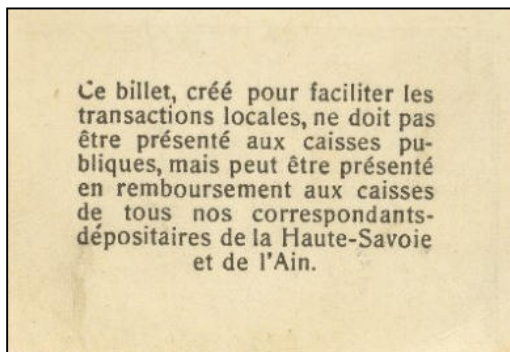 Ce billet, créé pour faciliter les
transactions locales, ne doit pas
être présenté aux caisses pu-
bliques, mais peut être présenté
en remboursement aux caisses
de tous nos correspondants-
dépositaires de la Haute-Savoie
et de l'Ain.